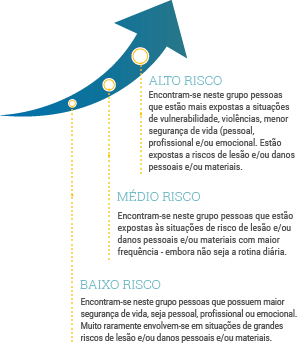 ALTO RISCO
Encontram-se neste grupo pessoas
que estão mais expostas a situações
de vulnerabilidade, violências, menor
segurança de vida (pessoal,
profissional e/ou emocional. Estão
expostas a riscos de lesão e/ou danos
pessoais e/ou materiais.
MÉDIO RISCO
Encontram-se neste grupo pessoas que estão
expostas às situações de risco de lesão e/ou
danos pessoais e/ou materiais com maior
frequência - embora não seja a rotina diária.
BAIXO RISCO
Encontram-se neste grupo pessoas que possuem maior
segurança de vida, seja pessoal, profissional ou emocional.
Muito raramente envolvem-se em situações de grandes
riscos de lesão e/ou danos pessoais e/ou materiais.